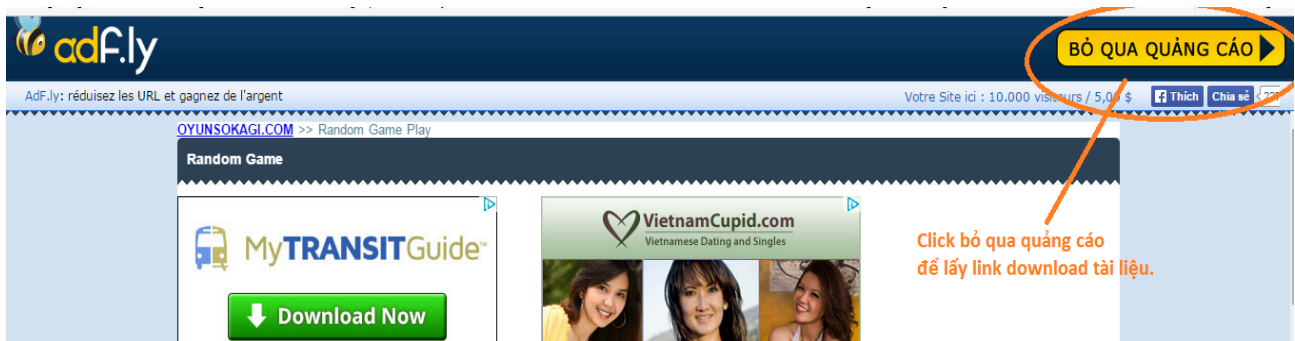 adf.ly
BỎ QUA QUẢNG CÁO
AdF.ly: réduisez les URL et gagnez de l'argent
Votre Site ici : 10.000 visiteurs / 5,00 $
Thích
Chia sẻ
OYUNSOKAGI.COM >> Random Game Play
Random Game
MyTRANSITGuide™
Download Now
VietnamCupid.com
Vietnamese Dating and Singles
Click bỏ qua quảng cáo
để lấy link download tài liệu.